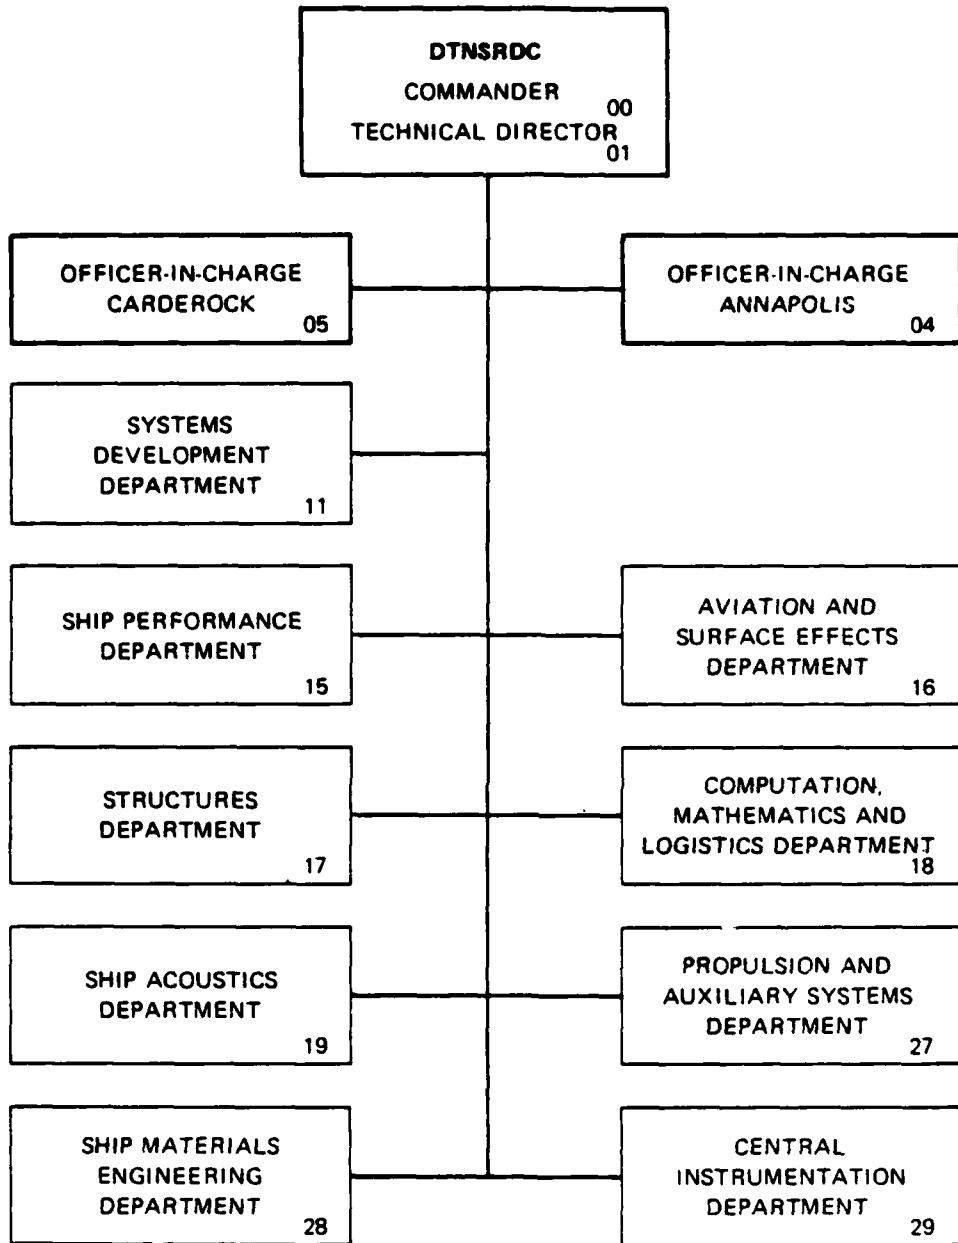 DTNSRDC
COMMANDER
00
TECHNICAL DIRECTOR
01
OFFICER-IN-CHARGE
CARDEROCK
05
OFFICER-IN-CHARGE
ANNAPOLIS
04
SYSTEMS
DEVELOPMENT
DEPARTMENT
11
SHIP PERFORMANCE
DEPARTMENT
15
AVIATION AND
SURFACE EFFECTS
DEPARTMENT
16
STRUCTURES
DEPARTMENT
17
COMPUTATION,
MATHEMATICS AND
LOGISTICS DEPARTMENT
18
SHIP ACOUSTICS
DEPARTMENT
19
PROPULSION AND
AUXILIARY SYSTEMS
DEPARTMENT
27
SHIP MATERIALS
ENGINEERING
DEPARTMENT
28
CENTRAL
INSTRUMENTATION
DEPARTMENT
29